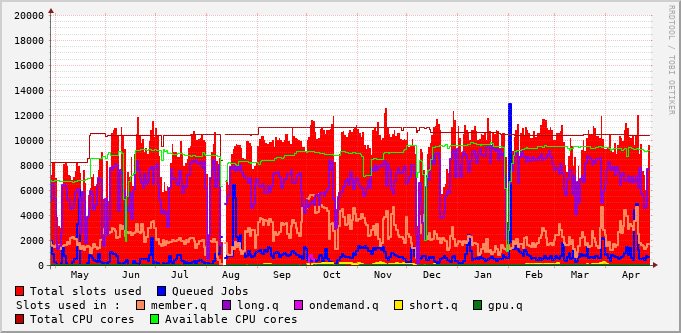 20000
18000
16000
14000
12000
10000
8000
6000
4000
2000
0
May Jun Jul Aug Sep Oct Nov Dec Jan Feb Mar Apr
Total slots used Queued Jobs
Slots used in : member.q long.q ondemand.q short.q gpu.q
Total CPU cores Available CPU cores
RRDTOOL / TOBI OETIKER